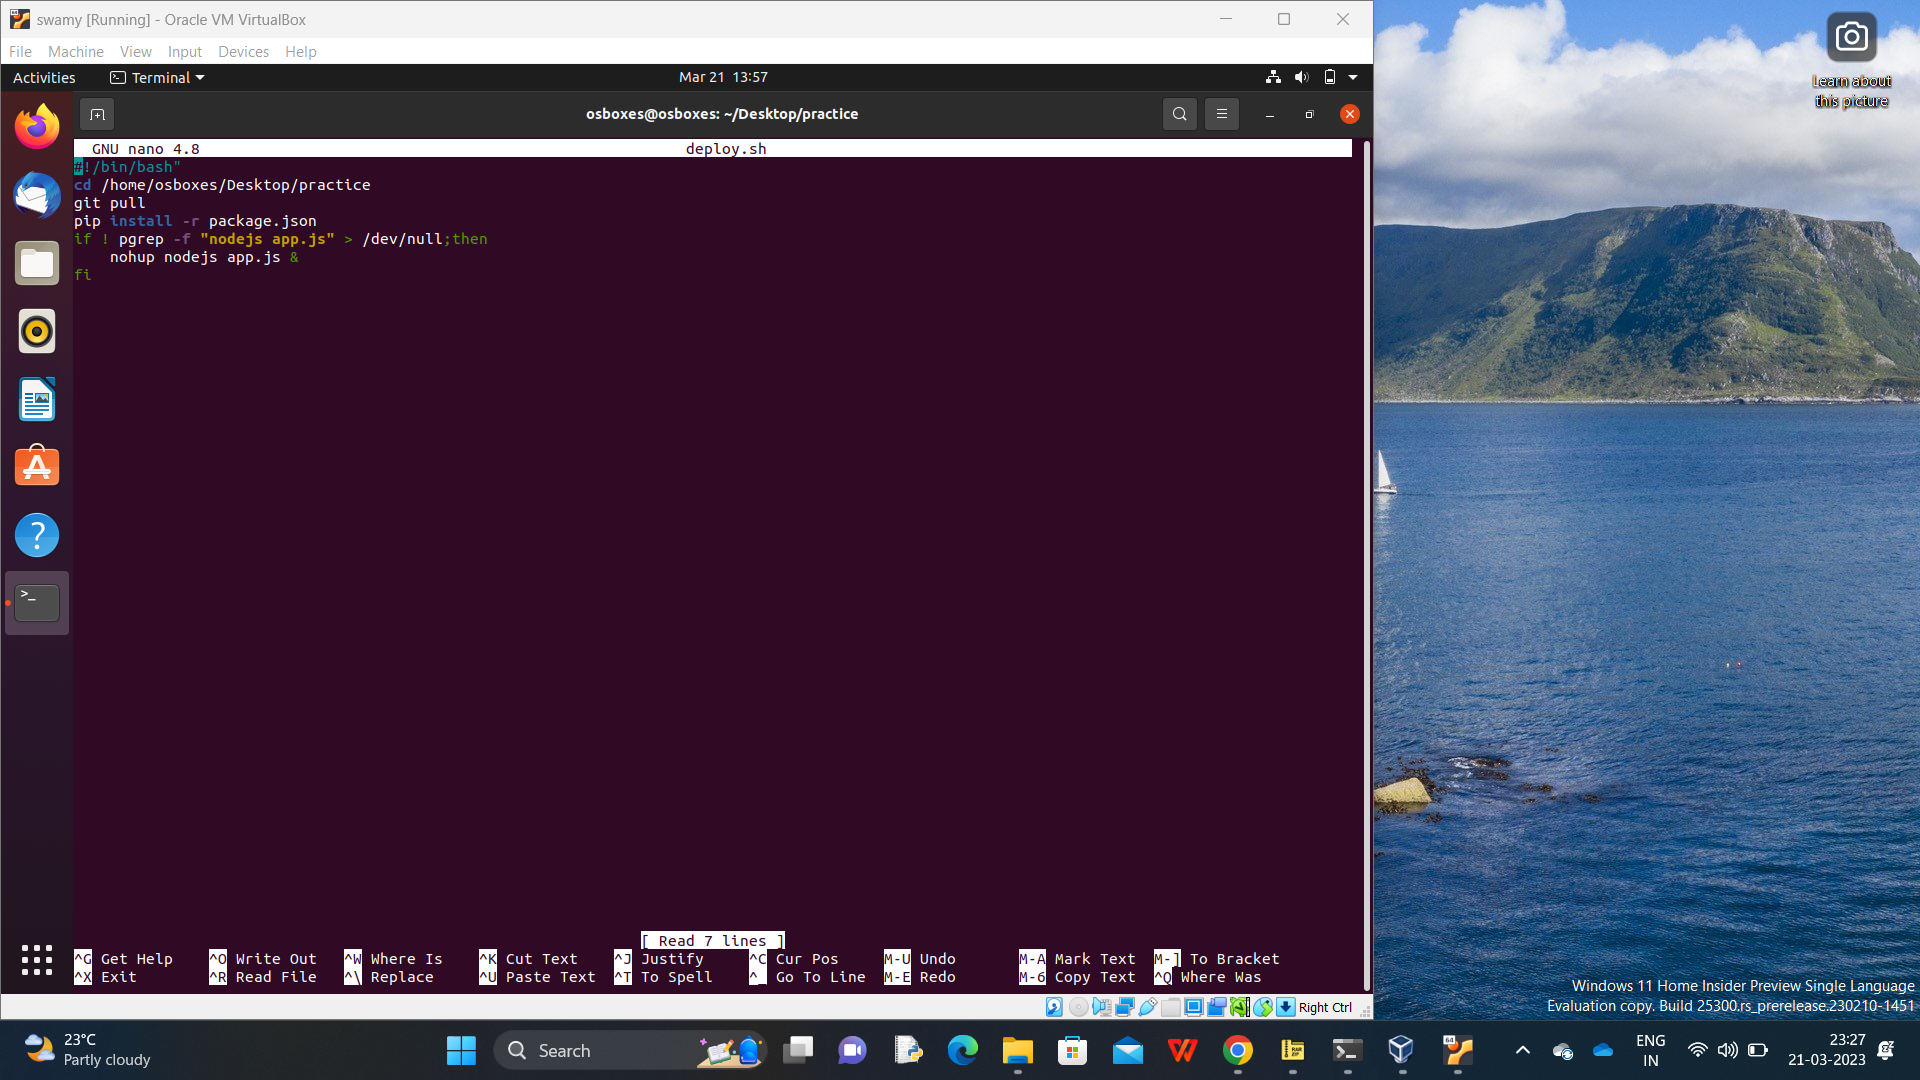 swamy [Running] - Oracle VM VirtualBox
File Machine View Input Devices Help
Activities Terminal Mar 21 13:57
osboxes@osboxes: ~/Desktop/practice
GNU nano 4.8 deploy.sh
#!/bin/bash"
cd /home/osboxes/Desktop/practice
git pull
pip install -r package.json
if ! pgrep -f "nodejs app.js" > /dev/null;then
    nohup nodejs app.js &
fi
[ Read 7 lines ]
^G Get Help ^O Write Out ^W Where Is ^K Cut Text ^J Justify ^C Cur Pos M-U Undo M-A Mark Text M-] To Bracket
^X Exit ^R Read File ^\ Replace ^U Paste Text ^T To Spell ^_ Go To Line M-E Redo M-6 Copy Text ^Q Where Was
Right Ctrl
Learn about
this picture
Windows 11 Home Insider Preview Single Language
Evaluation copy. Build 25300.rs_prerelease.230210-1451
23°C
Partly cloudy
Search
ENG
IN
23:27
21-03-2023